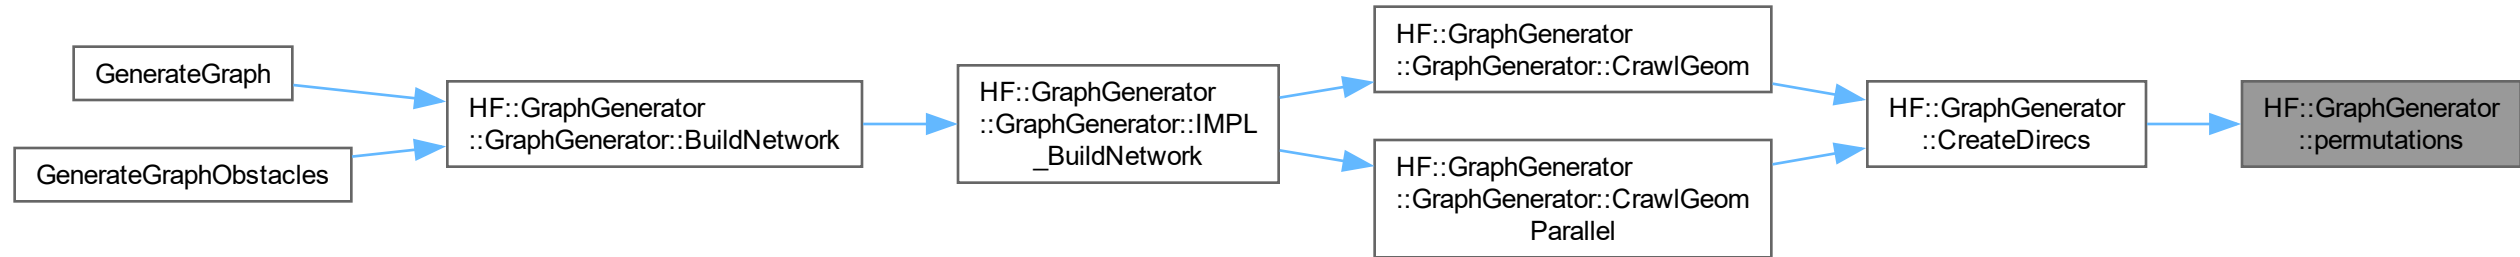 GenerateGraph
GenerateGraphObstacles
HF::GraphGenerator
::GraphGenerator::BuildNetwork
HF::GraphGenerator
::GraphGenerator::IMPL
_BuildNetwork
HF::GraphGenerator
::GraphGenerator::CrawlGeom
HF::GraphGenerator
::GraphGenerator::CrawlGeom
Parallel
HF::GraphGenerator
::CreateDirecs
HF::GraphGenerator
::permutations